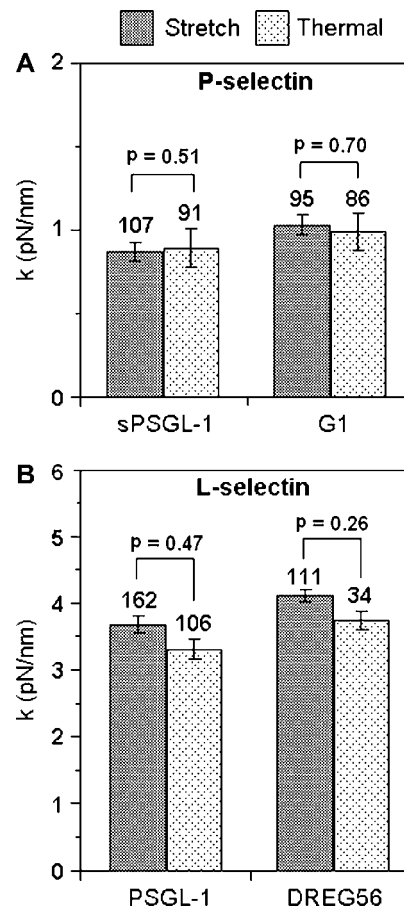 Stretch Thermal
A
P-selectin
k (pN/nm)
2
1
0
p = 0.51
p = 0.70
107
91
95
86
sPSGL-1
G1
B
L-selectin
k (pN/nm)
6
5
4
3
2
1
0
p = 0.47
p = 0.26
162
106
111
34
PSGL-1
DREG56